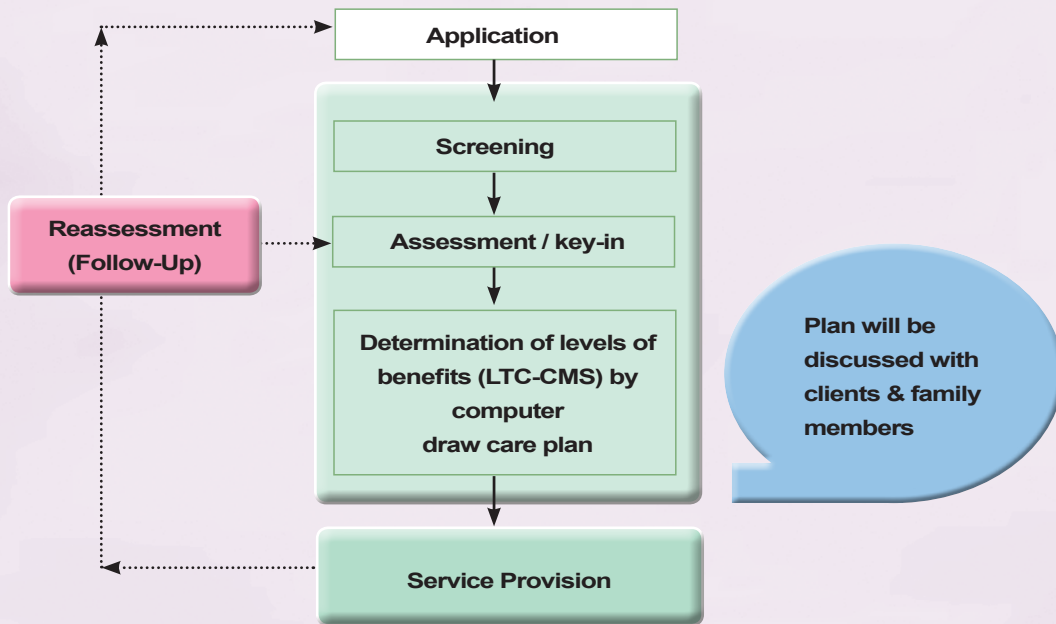 Application
Screening
Reassessment
(Follow-Up)
Assessment / key-in
Determination of levels of
benefits (LTC-CMS) by
computer
draw care plan
Plan will be
discussed with
clients & family
members
Service Provision